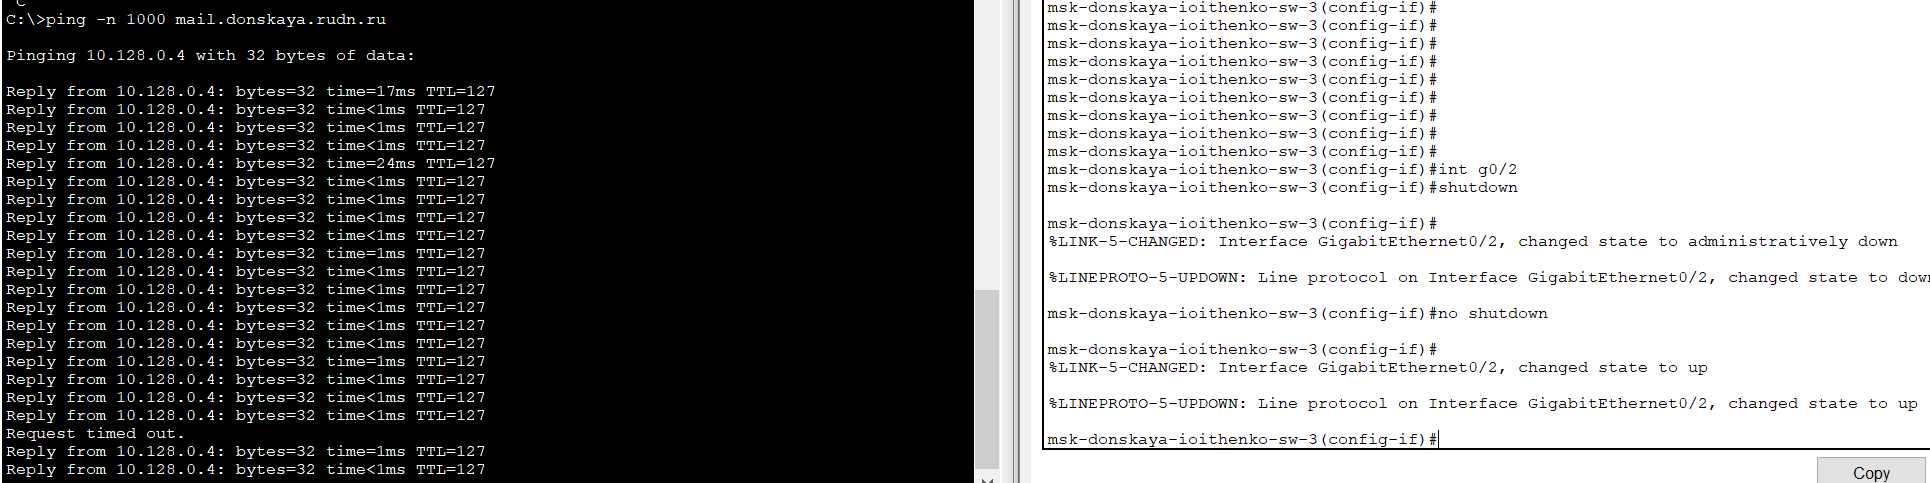 C
C:\>ping -n 1000 mail.donskaya.rudn.ru
Pinging 10.128.0.4 with 32 bytes of data:
Reply from 10.128.0.4: bytes=32 time=17ms TTL=127
Reply from 10.128.0.4: bytes=32 time<1ms TTL=127
Reply from 10.128.0.4: bytes=32 time<1ms TTL=127
Reply from 10.128.0.4: bytes=32 time<1ms TTL=127
Reply from 10.128.0.4: bytes=32 time=24ms TTL=127
Reply from 10.128.0.4: bytes=32 time<1ms TTL=127
Reply from 10.128.0.4: bytes=32 time<1ms TTL=127
Reply from 10.128.0.4: bytes=32 time<1ms TTL=127
Reply from 10.128.0.4: bytes=32 time<1ms TTL=127
Reply from 10.128.0.4: bytes=32 time=1ms TTL=127
Reply from 10.128.0.4: bytes=32 time<1ms TTL=127
Reply from 10.128.0.4: bytes=32 time<1ms TTL=127
Reply from 10.128.0.4: bytes=32 time<1ms TTL=127
Reply from 10.128.0.4: bytes=32 time<1ms TTL=127
Reply from 10.128.0.4: bytes=32 time<1ms TTL=127
Reply from 10.128.0.4: bytes=32 time=1ms TTL=127
Reply from 10.128.0.4: bytes=32 time<1ms TTL=127
Reply from 10.128.0.4: bytes=32 time<1ms TTL=127
Reply from 10.128.0.4: bytes=32 time<1ms TTL=127
Request timed out.
Reply from 10.128.0.4: bytes=32 time=1ms TTL=127
Reply from 10.128.0.4: bytes=32 time<1ms TTL=127
msk-donskaya-ioithenko-sw-3(config-if)#
msk-donskaya-ioithenko-sw-3(config-if)#
msk-donskaya-ioithenko-sw-3(config-if)#
msk-donskaya-ioithenko-sw-3(config-if)#
msk-donskaya-ioithenko-sw-3(config-if)#
msk-donskaya-ioithenko-sw-3(config-if)#
msk-donskaya-ioithenko-sw-3(config-if)#
msk-donskaya-ioithenko-sw-3(config-if)#
msk-donskaya-ioithenko-sw-3(config-if)#
msk-donskaya-ioithenko-sw-3(config-if)#int g0/2
msk-donskaya-ioithenko-sw-3(config-if)#shutdown
msk-donskaya-ioithenko-sw-3(config-if)#
%LINK-5-CHANGED: Interface GigabitEthernet0/2, changed state to administratively down
%LINEPROTO-5-UPDOWN: Line protocol on Interface GigabitEthernet0/2, changed state to down
msk-donskaya-ioithenko-sw-3(config-if)#no shutdown
msk-donskaya-ioithenko-sw-3(config-if)#
%LINK-5-CHANGED: Interface GigabitEthernet0/2, changed state to up
%LINEPROTO-5-UPDOWN: Line protocol on Interface GigabitEthernet0/2, changed state to up
msk-donskaya-ioithenko-sw-3(config-if)#
Copy